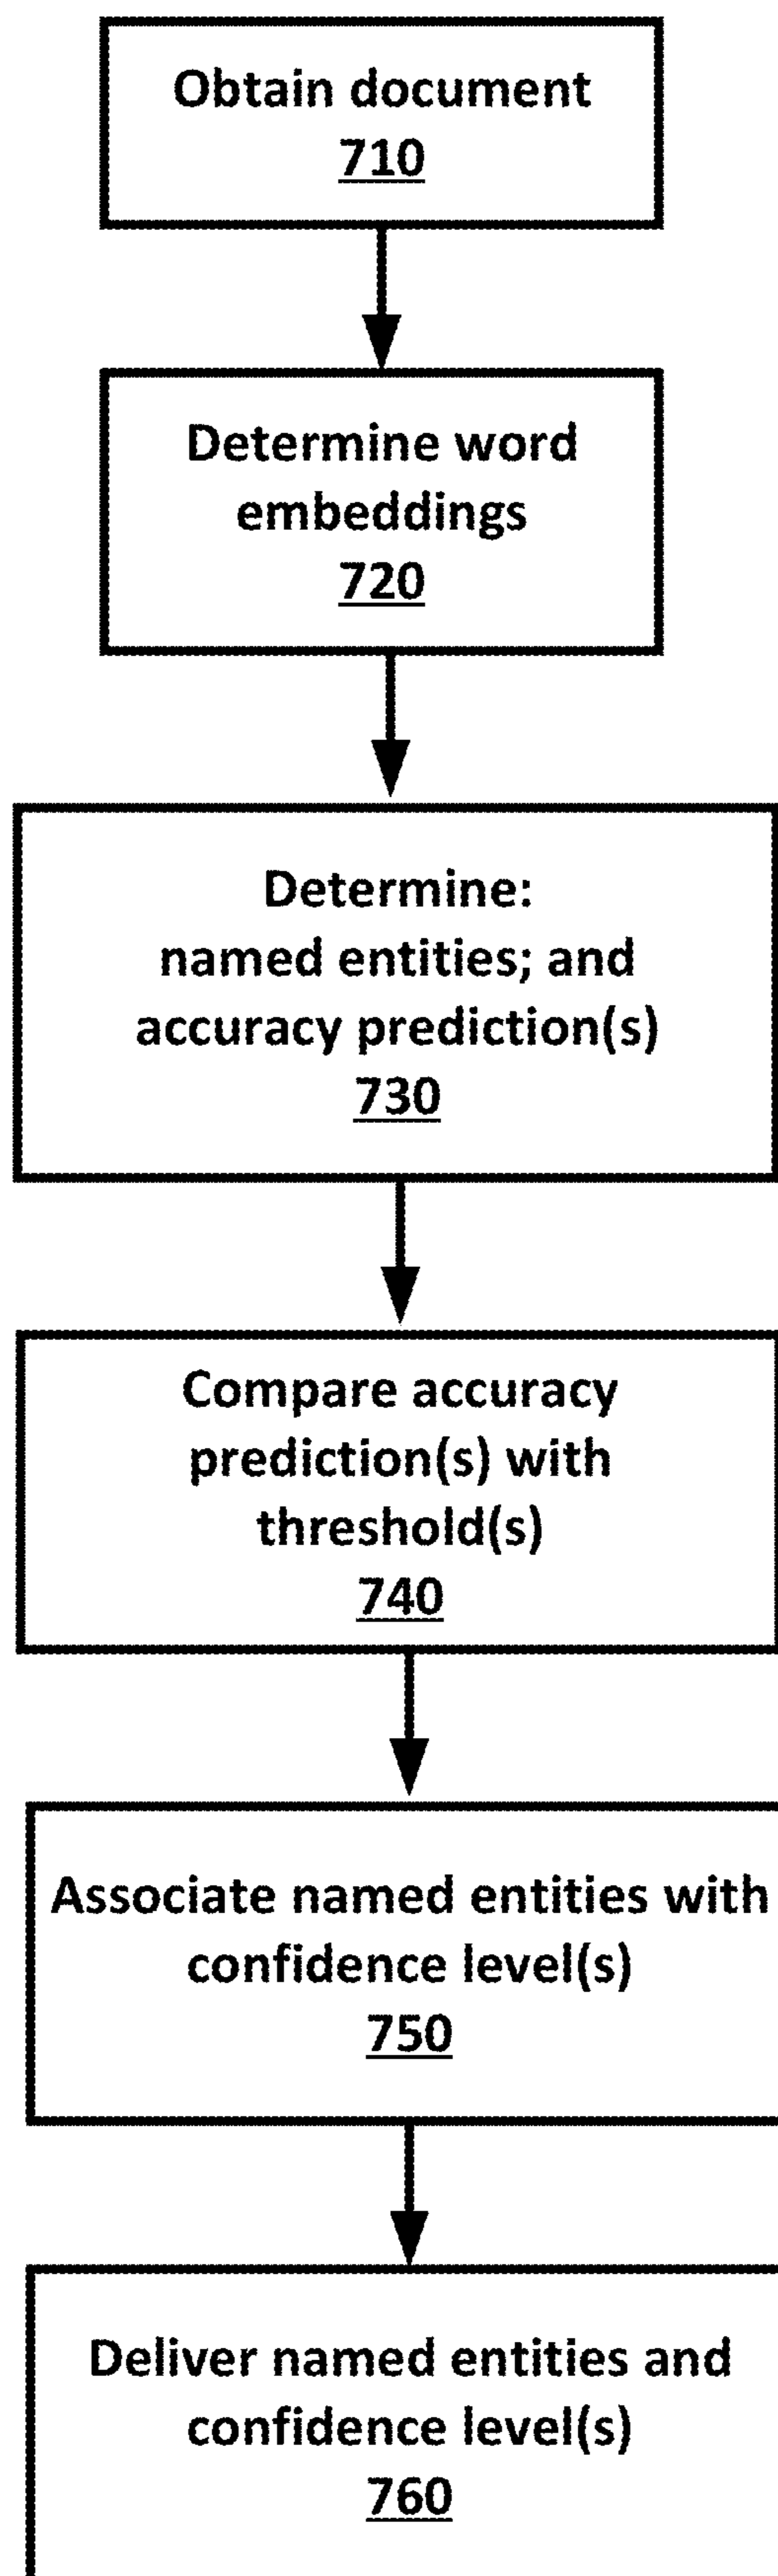 Obtain document
710
Determine word
embeddings
720
Determine:
named entities; and
accuracy prediction(s)
730
Compare accuracy
prediction(s) with
threshold(s)
740
Associate named entities with
confidence level(s)
750
Deliver named entities and
confidence level(s)
760